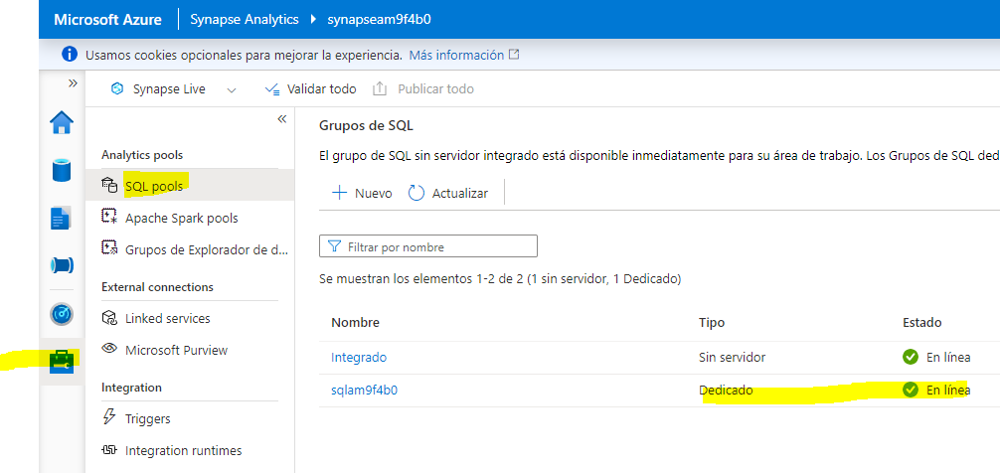 Microsoft Azure | Synapse Analytics ▸ synapseam9f4b0
Usamos cookies opcionales para mejorar la experiencia. Más información
»
Synapse Live Validar todo Publicar todo
«
Analytics pools
SQL pools
Apache Spark pools
Grupos de Explorador de d...
External connections
Linked services
Microsoft Purview
Integration
Triggers
Integration runtimes
Grupos de SQL
El grupo de SQL sin servidor integrado está disponible inmediatamente para su área de trabajo. Los Grupos de SQL ded
Nuevo Actualizar
Filtrar por nombre
Se muestran los elementos 1-2 de 2 (1 sin servidor, 1 Dedicado)
Nombre Tipo Estado
Integrado Sin servidor En línea
sqlam9f4b0 Dedicado En línea